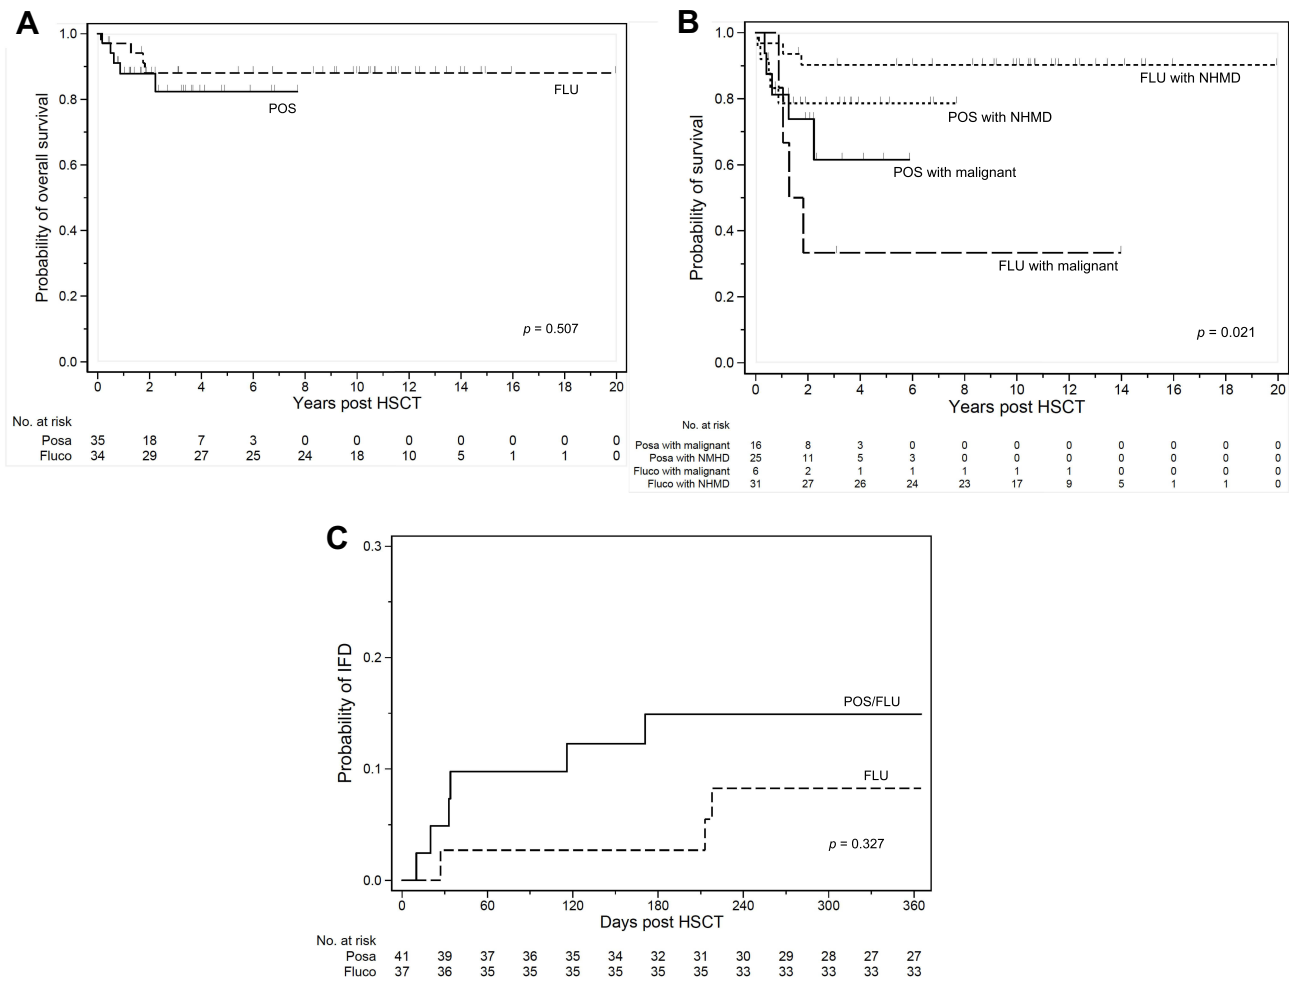 A
1.0
0.8
0.6
0.4
0.2
0.0
Probability of overall survival
FLU
POS
p = 0.507
0 2 4 6 8 10 12 14 16 18 20
Years post HSCT
No. at risk
Posa 35 18 7 3 0 0 0 0 0 0 0
Fluco 34 29 27 25 24 18 10 5 1 1 0
B
1.0
0.8
0.6
0.4
0.2
0.0
Probability of survival
FLU with NHMD
POS with NHMD
POS with malignant
FLU with malignant
p = 0.021
0 2 4 6 8 10 12 14 16 18 20
Years post HSCT
No. at risk
Posa with malignant 16 8 3 0 0 0 0 0 0 0 0
Posa with NMHD 25 11 5 3 0 0 0 0 0 0 0
Fluco with malignant 6 2 1 1 1 1 1 0 0 0 0
Fluco with NHMD 31 27 26 24 23 17 9 5 1 1 0
C
0.3
0.2
0.1
0.0
Probability of IFD
POS/FLU
FLU
p = 0.327
0 60 120 180 240 300 360
Days post HSCT
No. at risk
Posa 41 39 37 36 35 34 32 31 30 29 28 27 27
Fluco 37 36 35 35 35 35 35 35 33 33 33 33 33